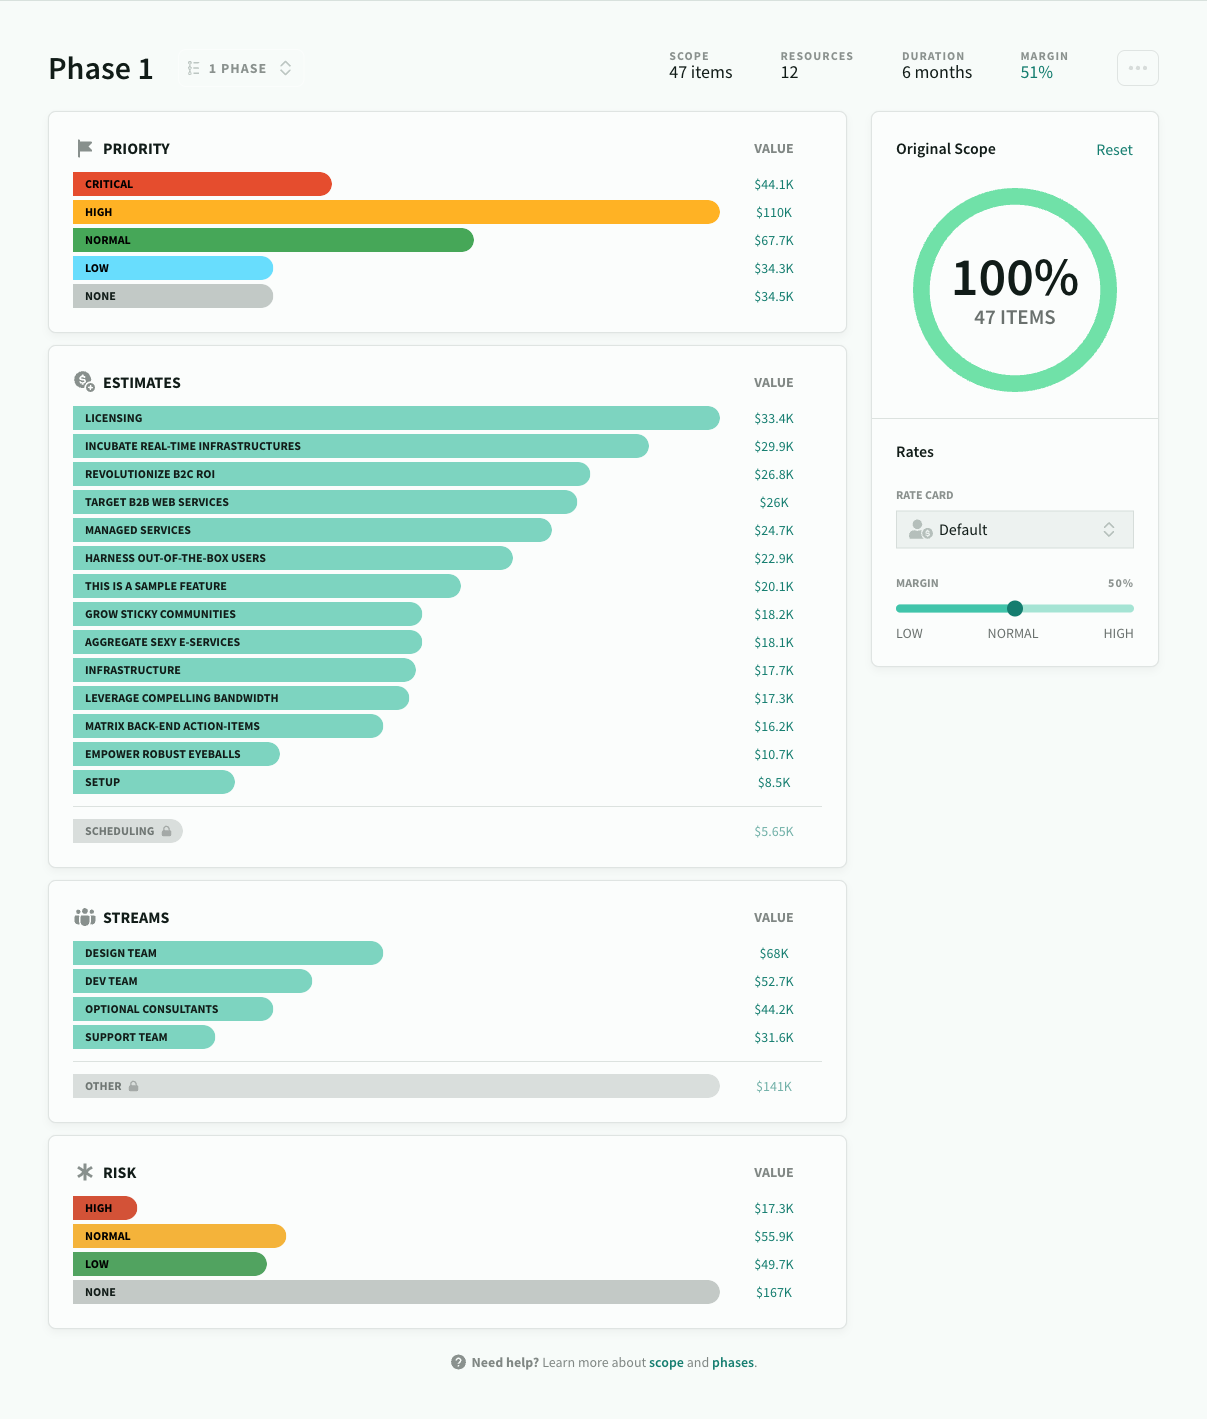 Phase 1
1 PHASE
SCOPE
47 items
RESOURCES
12
DURATION
6 months
MARGIN
51%
PRIORITY VALUE
CRITICAL $44.1K
HIGH $110K
NORMAL $67.7K
LOW $34.3K
NONE $34.5K
ESTIMATES VALUE
LICENSING $33.4K
INCUBATE REAL-TIME INFRASTRUCTURES $29.9K
REVOLUTIONIZE B2C ROI $26.8K
TARGET B2B WEB SERVICES $26K
MANAGED SERVICES $24.7K
HARNESS OUT-OF-THE-BOX USERS $22.9K
THIS IS A SAMPLE FEATURE $20.1K
GROW STICKY COMMUNITIES $18.2K
AGGREGATE SEXY E-SERVICES $18.1K
INFRASTRUCTURE $17.7K
LEVERAGE COMPELLING BANDWIDTH $17.3K
MATRIX BACK-END ACTION-ITEMS $16.2K
EMPOWER ROBUST EYEBALLS $10.7K
SETUP $8.5K
SCHEDULING $5.65K
STREAMS VALUE
DESIGN TEAM $68K
DEV TEAM $52.7K
OPTIONAL CONSULTANTS $44.2K
SUPPORT TEAM $31.6K
OTHER $141K
RISK VALUE
HIGH $17.3K
NORMAL $55.9K
LOW $49.7K
NONE $167K
Original Scope Reset
100%
47 ITEMS
Rates
RATE CARD
Default
MARGIN 50%
LOW NORMAL HIGH
Need help? Learn more about scope and phases.